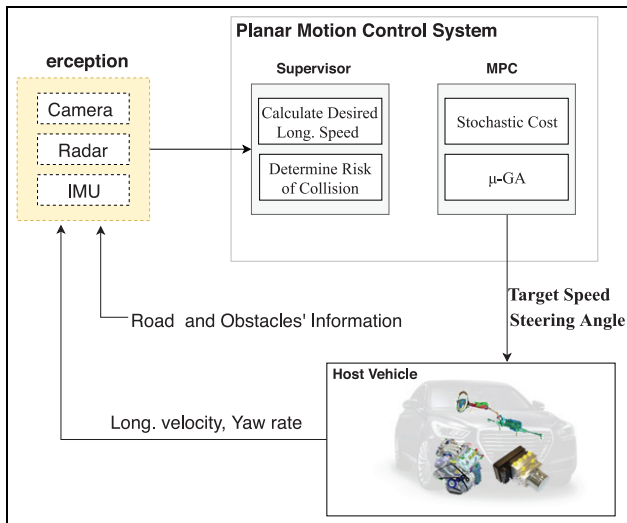 Planar Motion Control System
erception
Camera
Radar
IMU
Supervisor
Calculate Desired
Long. Speed
Determine Risk
of Collision
MPC
Stochastic Cost
μ-GA
Target Speed
Steering Angle
Road and Obstacles' Information
Host Vehicle
Long. velocity, Yaw rate